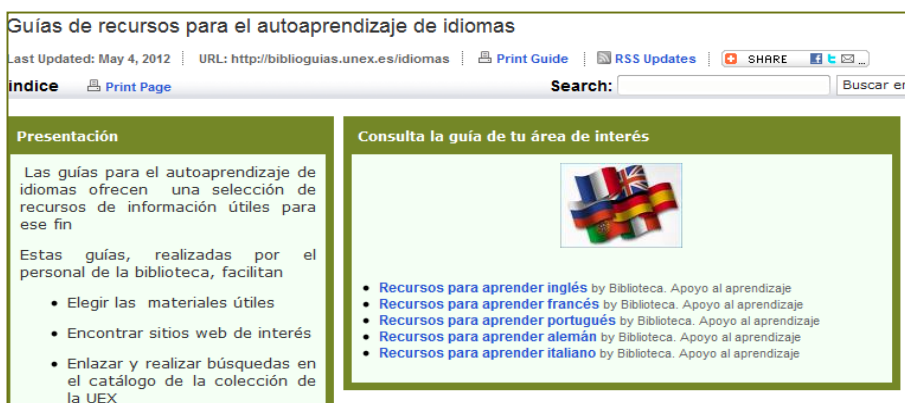 Guías de recursos para el autoaprendizaje de idiomas
Last Updated: May 4, 2012 URL: http://biblioguias.unex.es/idiomas Print Guide RSS Updates SHARE
índice Print Page Search: Buscar en
Presentación
Las guías para el autoaprendizaje de
idiomas ofrecen una selección de
recursos de información útiles para
ese fin
Estas guías, realizadas por el
personal de la biblioteca, facilitan
• Elegir las materiales útiles
• Encontrar sitios web de interés
• Enlazar y realizar búsquedas en
el catálogo de la colección de
la UEX
Consulta la guía de tu área de interés
• Recursos para aprender inglés by Biblioteca. Apoyo al aprendizaje
• Recursos para aprender francés by Biblioteca. Apoyo al aprendizaje
• Recursos para aprender portugués by Biblioteca. Apoyo al aprendizaje
• Recursos para aprender alemán by Biblioteca. Apoyo al aprendizaje
• Recursos para aprender italiano by Biblioteca. Apoyo al aprendizaje